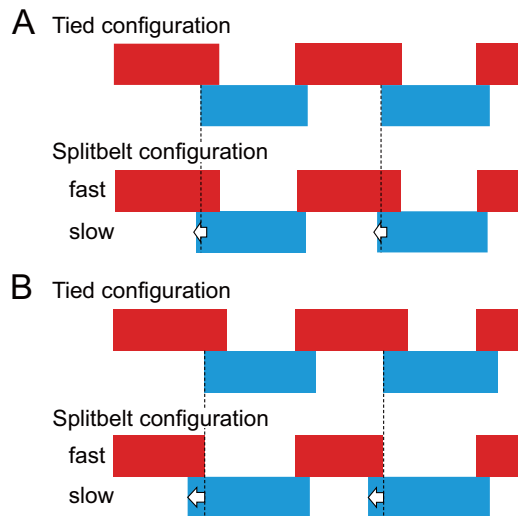 A
Tied configuration
Splitbelt configuration
fast
slow
B
Tied configuration
Splitbelt configuration
fast
slow